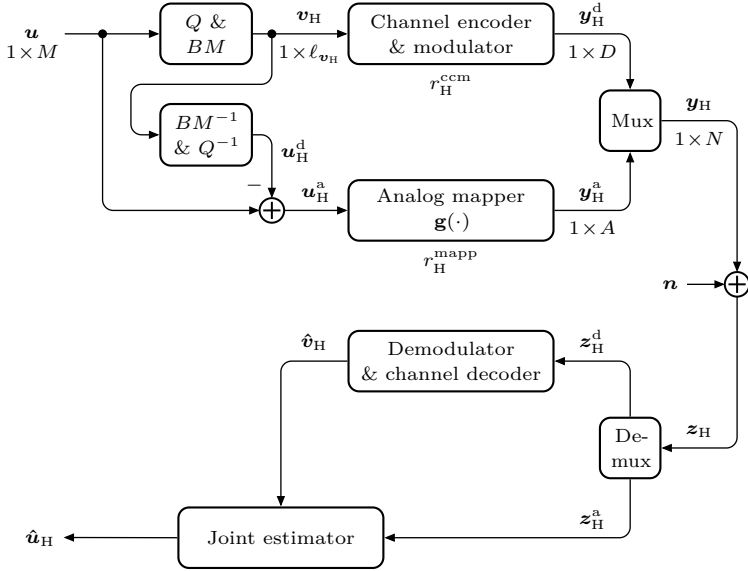 u
1×M
Q &
BM
v_H
1×ℓ_{v_H}
Channel encoder
& modulator
r_H^{ccm}
y_H^d
1×D
Mux
y_H
1×N
BM^{-1}
& Q^{-1}
u_H^d
−
+
u_H^a
Analog mapper
g(·)
r_H^{mapp}
y_H^a
1×A
n
+
v̂_H
Demodulator
& channel decoder
z_H^d
De-
mux
z_H
z_H^a
Joint estimator
û_H